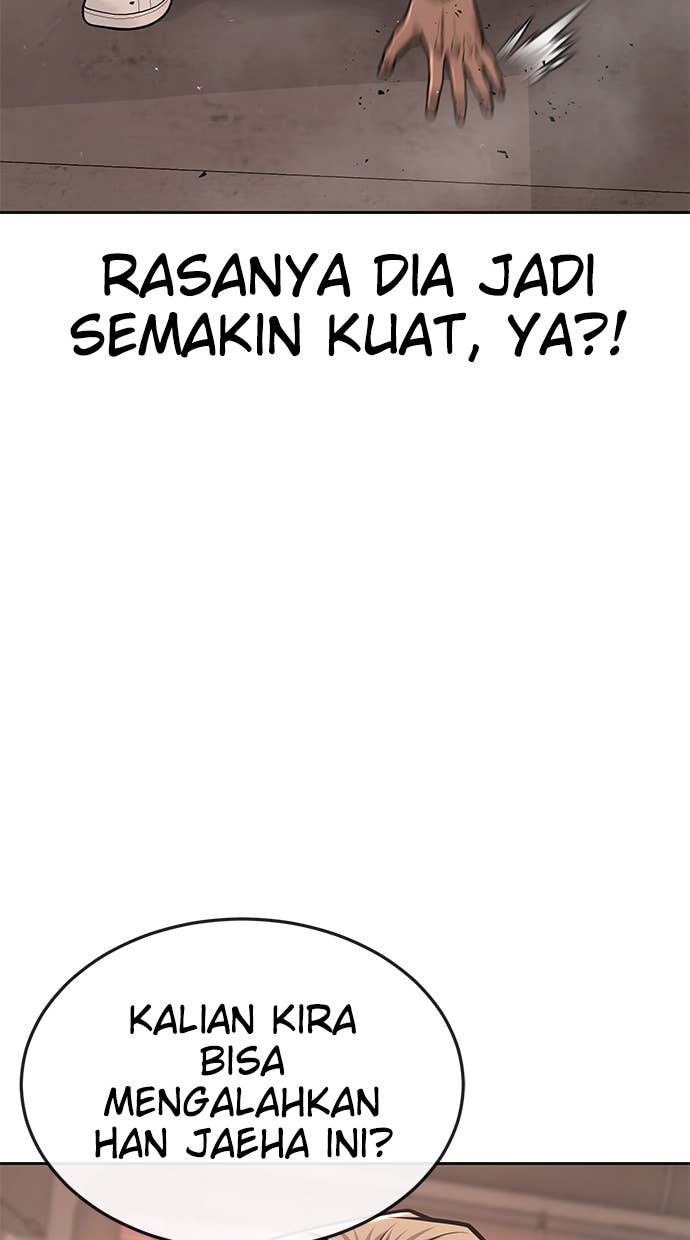 RASANYA DIA JADI
SEMAKIN KUAT, YA?!
KALIAN KIRA
BISA
MENGALAHKAN
HAN JAEHA INI?